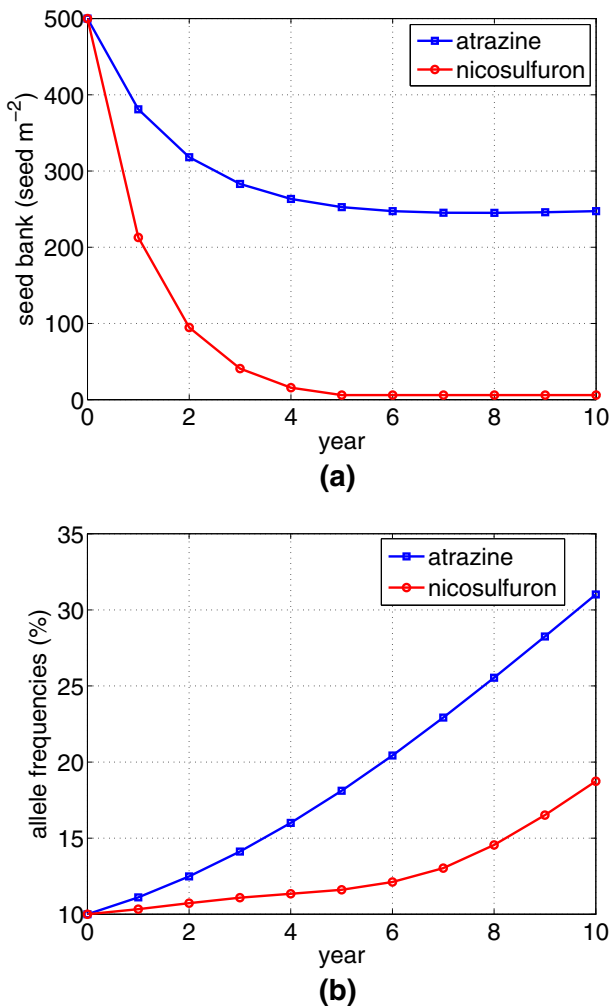 500
400
300
200
100
0
seed bank (seed m⁻²)
atrazine
nicosulfuron
0 2 4 6 8 10
year
(a)
35
30
25
20
15
10
allele frequencies (%)
atrazine
nicosulfuron
0 2 4 6 8 10
year
(b)